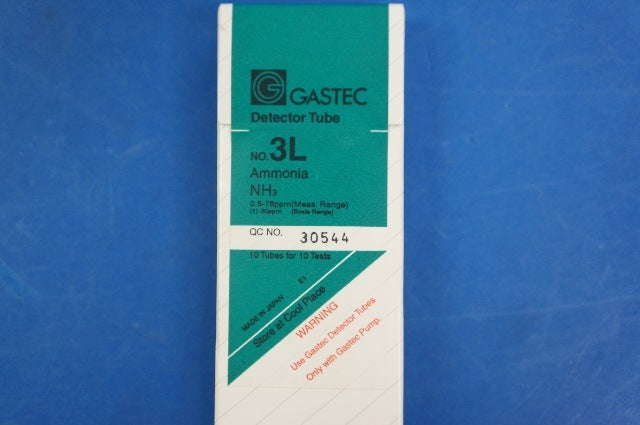 GASTEC
Detector Tube
NO. 3L
Ammonia
NH₃
0.5-78ppm(Meas. Range)
(1)-30ppm (Scale Range)
QC NO. 30544
10 Tubes for 10 Tests
MADE IN JAPAN E1
Store at Cool Place
WARNING
Use Gastec Detector Tubes
Only with Gastec Pump.